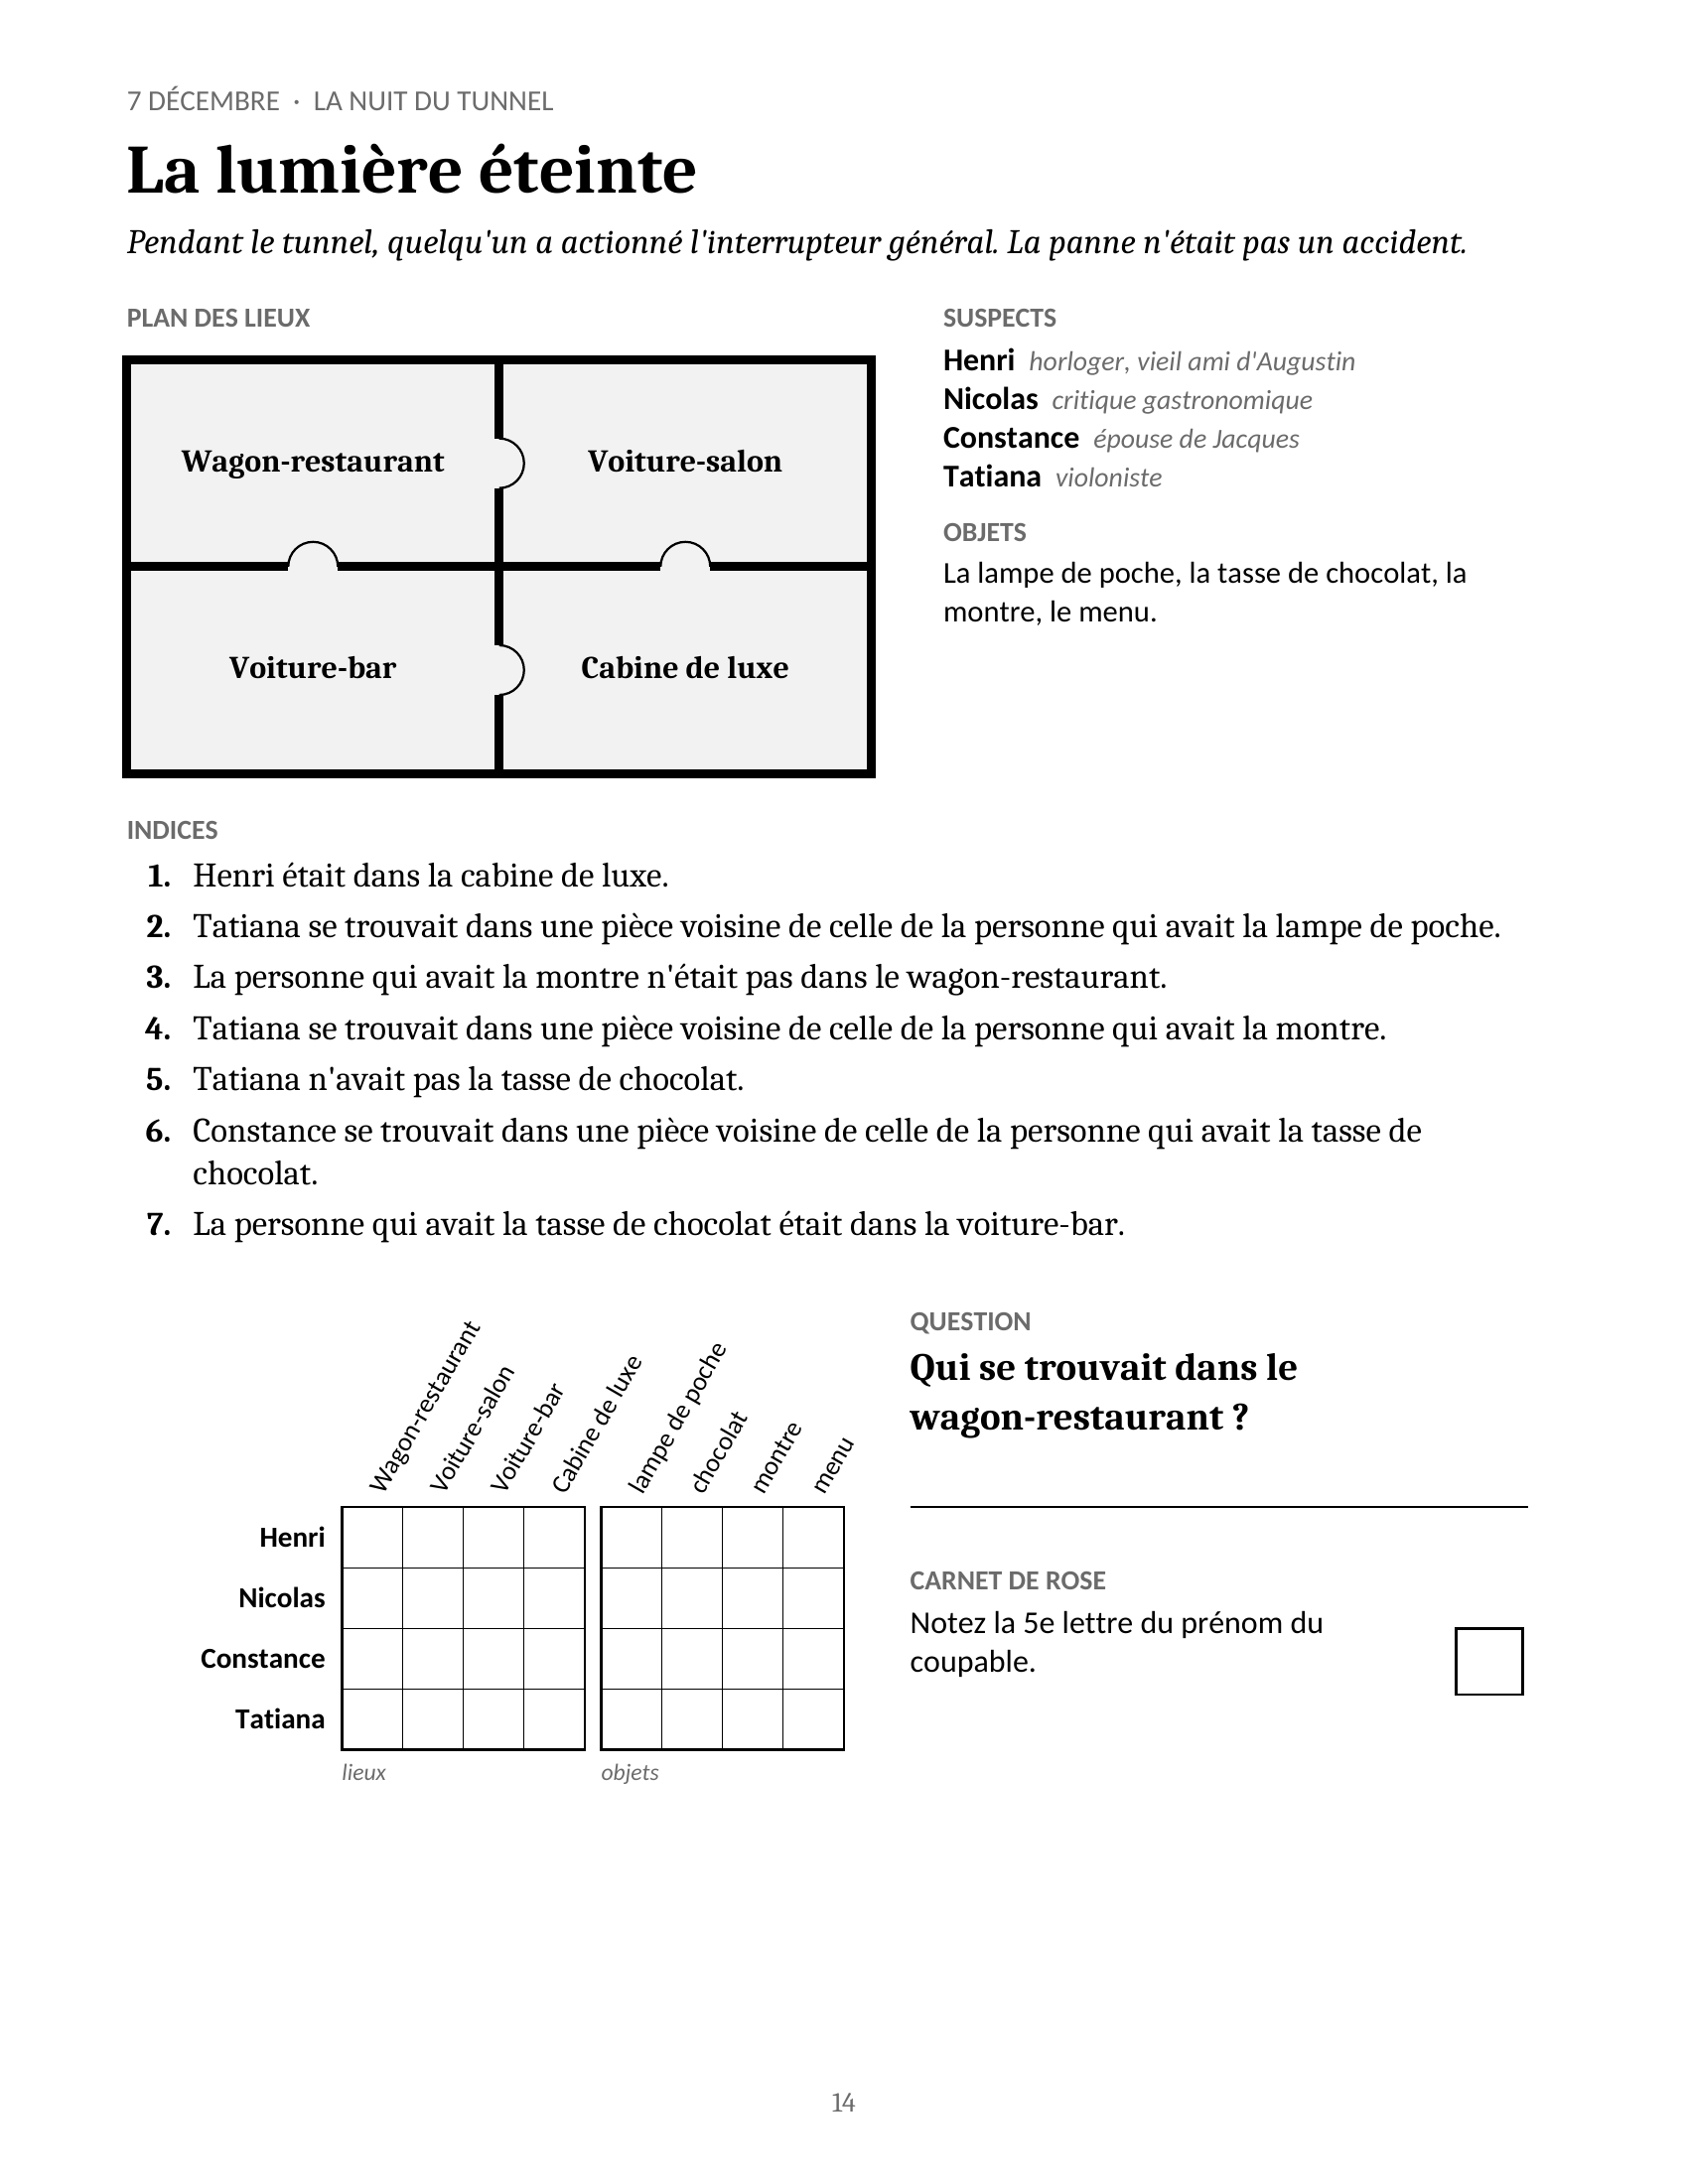 7 DÉCEMBRE · LA NUIT DU TUNNEL
La lumière éteinte
Pendant le tunnel, quelqu'un a actionné l'interrupteur général. La panne n'était pas un accident.
PLAN DES LIEUX
Wagon-restaurant
Voiture-salon
Voiture-bar
Cabine de luxe
SUSPECTS
Henri horloger, vieil ami d'Augustin
Nicolas critique gastronomique
Constance épouse de Jacques
Tatiana violoniste
OBJETS
La lampe de poche, la tasse de chocolat, la
montre, le menu.
INDICES
1. Henri était dans la cabine de luxe.
2. Tatiana se trouvait dans une pièce voisine de celle de la personne qui avait la lampe de poche.
3. La personne qui avait la montre n'était pas dans le wagon-restaurant.
4. Tatiana se trouvait dans une pièce voisine de celle de la personne qui avait la montre.
5. Tatiana n'avait pas la tasse de chocolat.
6. Constance se trouvait dans une pièce voisine de celle de la personne qui avait la tasse de
chocolat.
7. La personne qui avait la tasse de chocolat était dans la voiture-bar.
Wagon-restaurant
Voiture-salon
Voiture-bar
Cabine de luxe
lampe de poche
chocolat
montre
menu
Henri
Nicolas
Constance
Tatiana
lieux
objets
QUESTION
Qui se trouvait dans le
wagon-restaurant ?
CARNET DE ROSE
Notez la 5e lettre du prénom du
coupable.
14